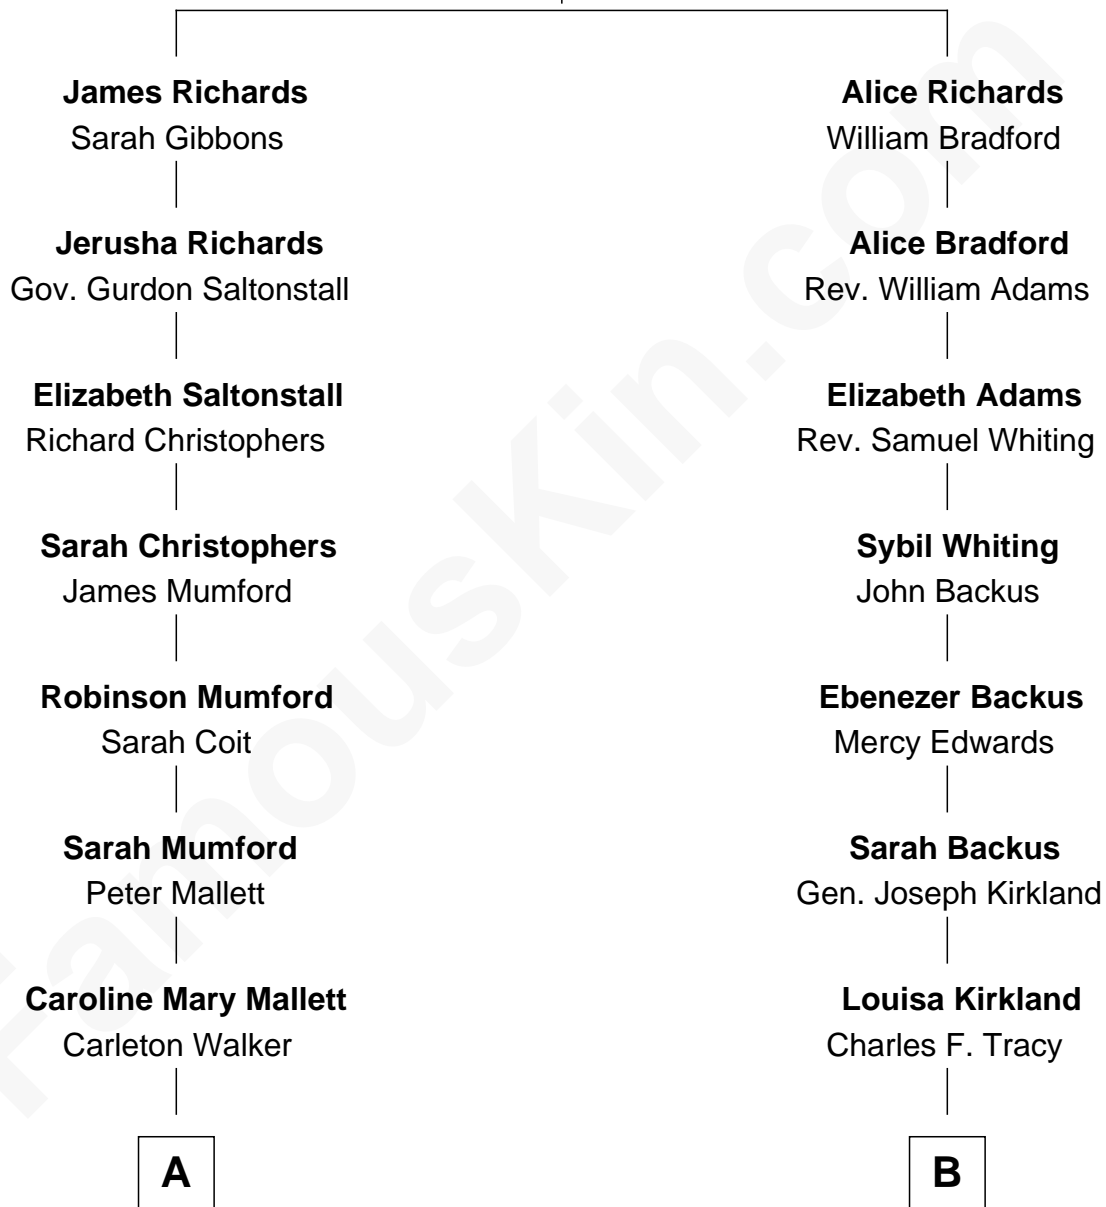 James Richards
Sarah Gibbons
Jerusha Richards
Gov. Gurdon Saltonstall
Elizabeth Saltonstall
Richard Christophers
Sarah Christophers
James Mumford
Robinson Mumford
Sarah Coit
Sarah Mumford
Peter Mallett
Caroline Mary Mallett
Carleton Walker
A
Alice Richards
William Bradford
Alice Bradford
Rev. William Adams
Elizabeth Adams
Rev. Samuel Whiting
Sybil Whiting
John Backus
Ebenezer Backus
Mercy Edwards
Sarah Backus
Gen. Joseph Kirkland
Louisa Kirkland
Charles F. Tracy
B
FamousKin.com